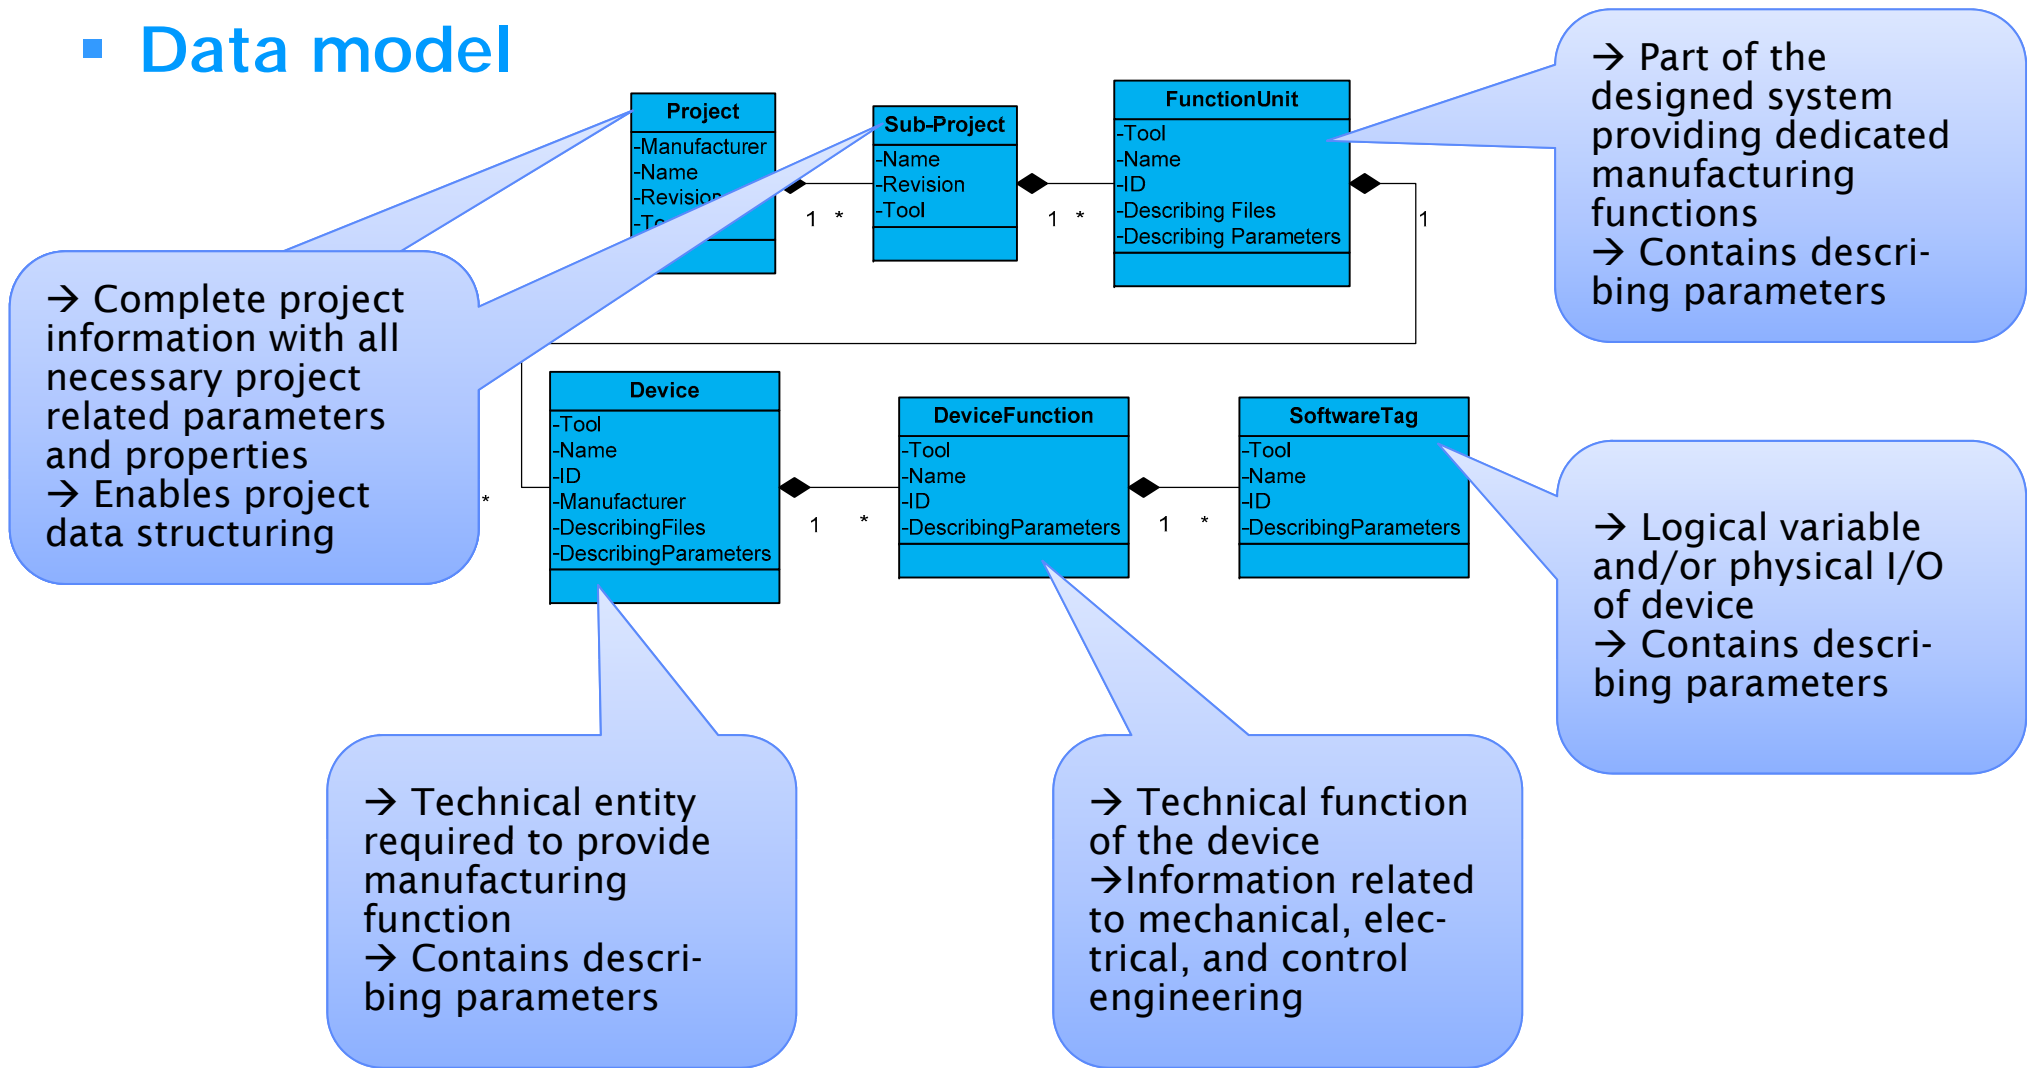 ▪ Data model
Project
-Manufacturer
-Name
-Revision
1 *
Sub-Project
-Name
-Revision
-Tool
1 *
FunctionUnit
-Tool
-Name
-ID
-Describing Files
-Describing Parameters
1
→ Part of the
designed system
providing dedicated
manufacturing
functions
→ Contains descri-
bing parameters
→ Complete project
information with all
necessary project
related parameters
and properties
→ Enables project
data structuring
*
Device
-Tool
-Name
-ID
-Manufacturer
-DescribingFiles
-DescribingParameters
1 *
DeviceFunction
-Tool
-Name
-ID
-DescribingParameters
1 *
SoftwareTag
-Tool
-Name
-ID
-DescribingParameters
→ Logical variable
and/or physical I/O
of device
→ Contains descri-
bing parameters
→ Technical entity
required to provide
manufacturing
function
→ Contains descri-
bing parameters
→ Technical function
of the device
→Information related
to mechanical, elec-
trical, and control
engineering